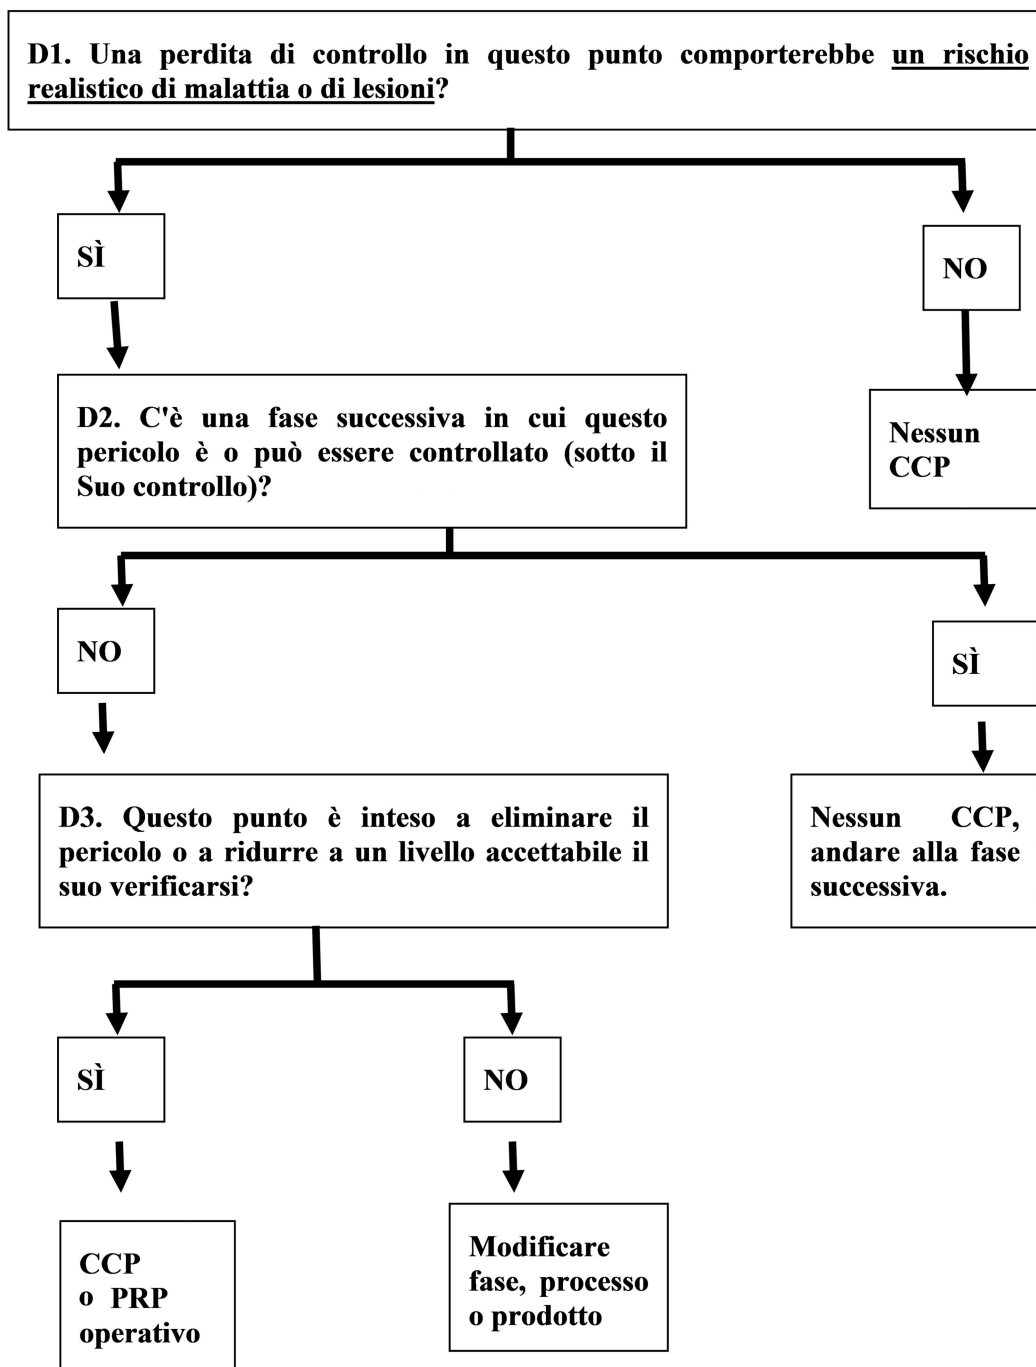 D1. Una perdita di controllo in questo punto comporterebbe un rischio
realistico di malattia o di lesioni?
SÌ
NO
D2. C'è una fase successiva in cui questo
pericolo è o può essere controllato (sotto il
Suo controllo)?
Nessun
CCP
NO
SÌ
D3. Questo punto è inteso a eliminare il
pericolo o a ridurre a un livello accettabile il
suo verificarsi?
Nessun CCP,
andare alla fase
successiva.
SÌ
NO
CCP
o PRP
operativo
Modificare
fase, processo
o prodotto